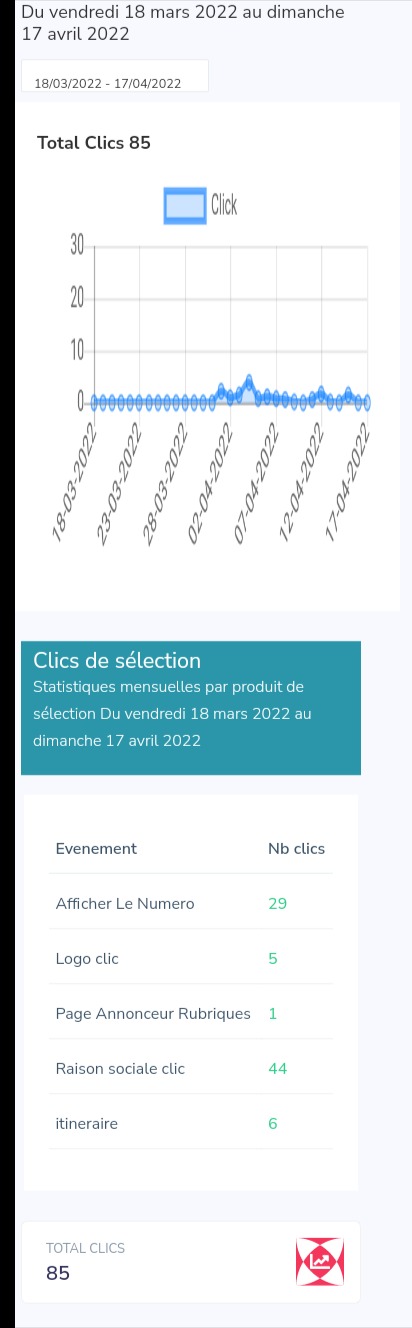 Du vendredi 18 mars 2022 au dimanche
17 avril 2022
18/03/2022 - 17/04/2022
Total Clics 85
Click
30
20
10
0
18-03-2022
23-03-2022
28-03-2022
02-04-2022
07-04-2022
12-04-2022
17-04-2022
Clics de sélection
Statistiques mensuelles par produit de
sélection Du vendredi 18 mars 2022 au
dimanche 17 avril 2022
Evenement Nb clics
Afficher Le Numero 29
Logo clic 5
Page Annonceur Rubriques 1
Raison sociale clic 44
itineraire 6
TOTAL CLICS
85